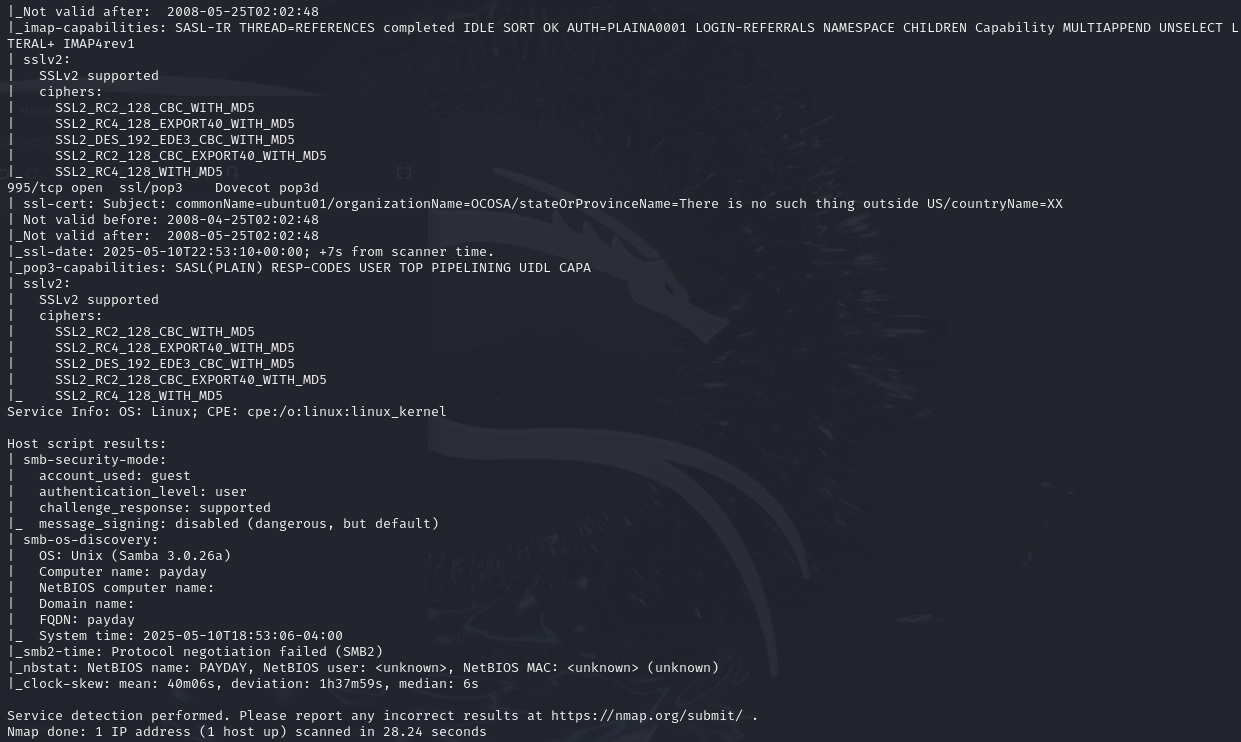 |_Not valid after:  2008-05-25T02:02:48
|_imap-capabilities: SASL-IR THREAD=REFERENCES completed IDLE SORT OK AUTH=PLAINA0001 LOGIN-REFERRALS NAMESPACE CHILDREN Capability MULTIAPPEND UNSELECT L
TERAL+ IMAP4rev1
| sslv2:
|   SSLv2 supported
|   ciphers:
|     SSL2_RC2_128_CBC_WITH_MD5
|     SSL2_RC4_128_EXPORT40_WITH_MD5
|     SSL2_DES_192_EDE3_CBC_WITH_MD5
|     SSL2_RC2_128_CBC_EXPORT40_WITH_MD5
|_    SSL2_RC4_128_WITH_MD5
995/tcp open  ssl/pop3    Dovecot pop3d
| ssl-cert: Subject: commonName=ubuntu01/organizationName=OCOSA/stateOrProvinceName=There is no such thing outside US/countryName=XX
| Not valid before: 2008-04-25T02:02:48
|_Not valid after:  2008-05-25T02:02:48
|_ssl-date: 2025-05-10T22:53:10+00:00; +7s from scanner time.
|_pop3-capabilities: SASL(PLAIN) RESP-CODES USER TOP PIPELINING UIDL CAPA
| sslv2:
|   SSLv2 supported
|   ciphers:
|     SSL2_RC2_128_CBC_WITH_MD5
|     SSL2_RC4_128_EXPORT40_WITH_MD5
|     SSL2_DES_192_EDE3_CBC_WITH_MD5
|     SSL2_RC2_128_CBC_EXPORT40_WITH_MD5
|_    SSL2_RC4_128_WITH_MD5
Service Info: OS: Linux; CPE: cpe:/o:linux:linux_kernel

Host script results:
| smb-security-mode:
|   account_used: guest
|   authentication_level: user
|   challenge_response: supported
|_  message_signing: disabled (dangerous, but default)
| smb-os-discovery:
|   OS: Unix (Samba 3.0.26a)
|   Computer name: payday
|   NetBIOS computer name:
|   Domain name:
|   FQDN: payday
|_  System time: 2025-05-10T18:53:06-04:00
|_smb2-time: Protocol negotiation failed (SMB2)
|_nbstat: NetBIOS name: PAYDAY, NetBIOS user: <unknown>, NetBIOS MAC: <unknown> (unknown)
|_clock-skew: mean: 40m06s, deviation: 1h37m59s, median: 6s

Service detection performed. Please report any incorrect results at https://nmap.org/submit/ .
Nmap done: 1 IP address (1 host up) scanned in 28.24 seconds